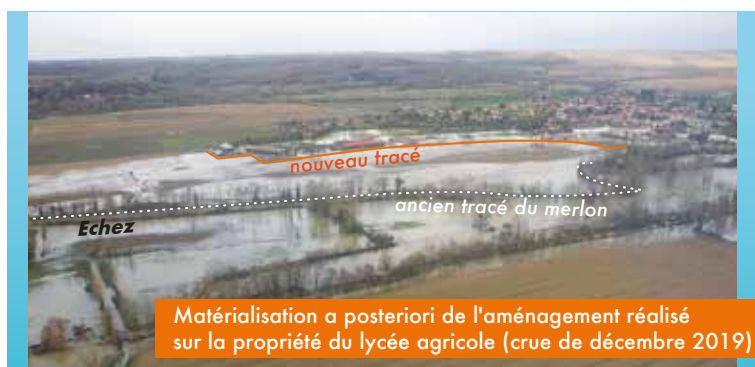 nouveau tracé
ancien tracé du merlon
Echez
Matérialisation a posteriori de l'aménagement réalisé
sur la propriété du lycée agricole (crue de décembre 2019)